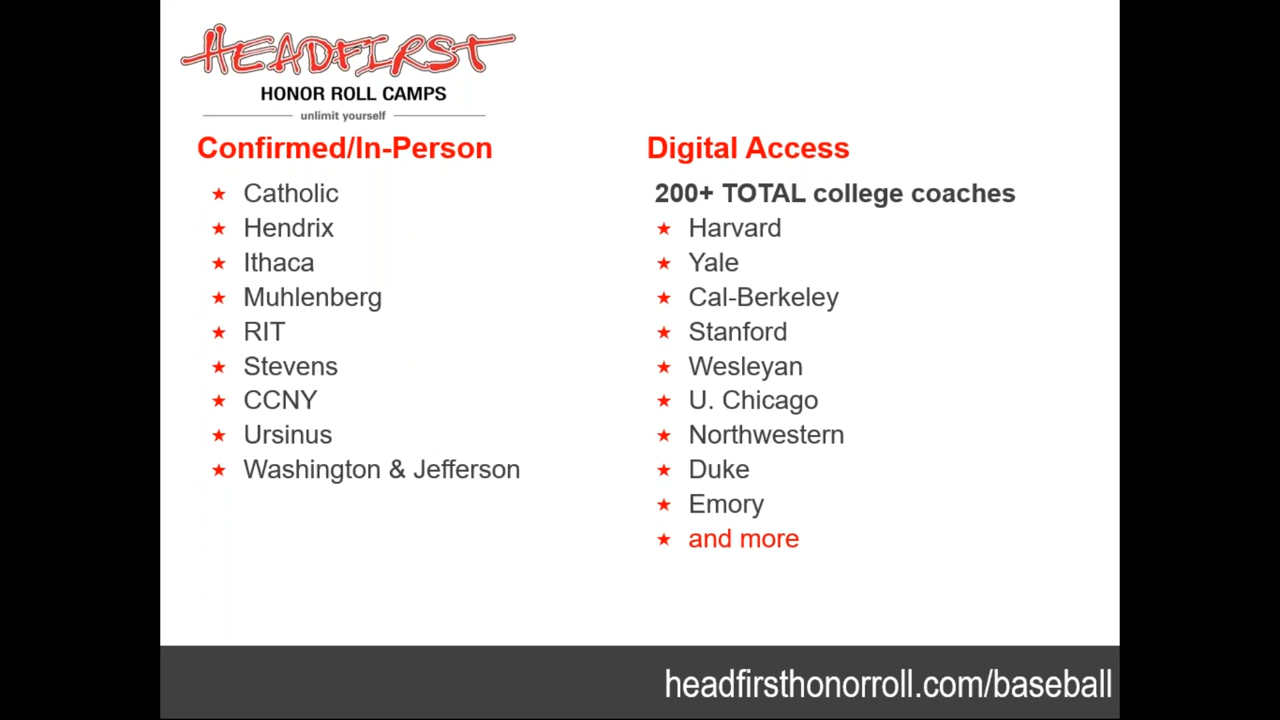 HEADFIRST
HONOR ROLL CAMPS
unlimit yourself
Confirmed/In-Person
Catholic
Hendrix
Ithaca
Muhlenberg
RIT
Stevens
CCNY
Ursinus
Washington & Jefferson
Digital Access
200+ TOTAL college coaches
Harvard
Yale
Cal-Berkeley
Stanford
Wesleyan
U. Chicago
Northwestern
Duke
Emory
and more
headfirsthonorroll.com/baseball